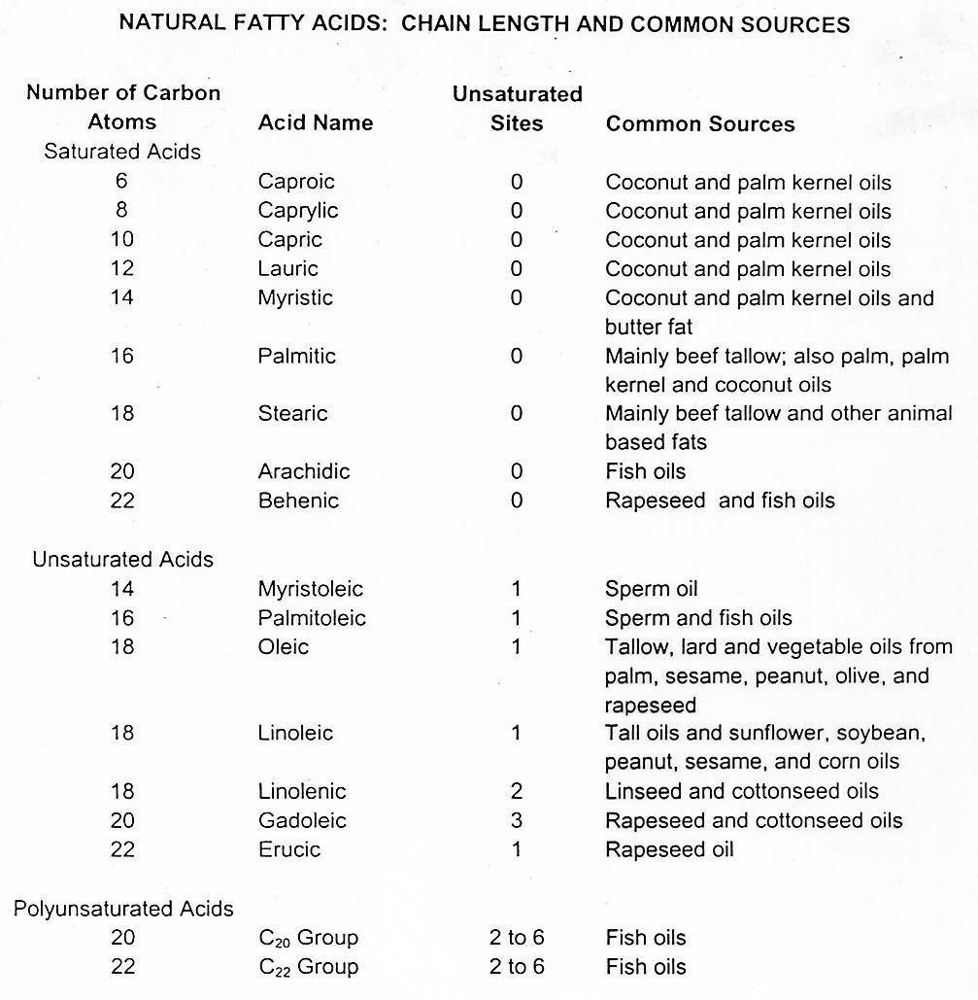 NATURAL FATTY ACIDS: CHAIN LENGTH AND COMMON SOURCES
Number of Carbon Unsaturated
Atoms Acid Name Sites Common Sources
Saturated Acids
6 Caproic 0 Coconut and palm kernel oils
8 Caprylic 0 Coconut and palm kernel oils
10 Capric 0 Coconut and palm kernel oils
12 Lauric 0 Coconut and palm kernel oils
14 Myristic 0 Coconut and palm kernel oils and
butter fat
16 Palmitic 0 Mainly beef tallow; also palm, palm
kernel and coconut oils
18 Stearic 0 Mainly beef tallow and other animal
based fats
20 Arachidic 0 Fish oils
22 Behenic 0 Rapeseed and fish oils
Unsaturated Acids
14 Myristoleic 1 Sperm oil
16 Palmitoleic 1 Sperm and fish oils
18 Oleic 1 Tallow, lard and vegetable oils from
palm, sesame, peanut, olive, and
rapeseed
18 Linoleic 1 Tall oils and sunflower, soybean,
peanut, sesame, and corn oils
18 Linolenic 2 Linseed and cottonseed oils
20 Gadoleic 3 Rapeseed and cottonseed oils
22 Erucic 1 Rapeseed oil
Polyunsaturated Acids
20 C₂₀ Group 2 to 6 Fish oils
22 C₂₂ Group 2 to 6 Fish oils